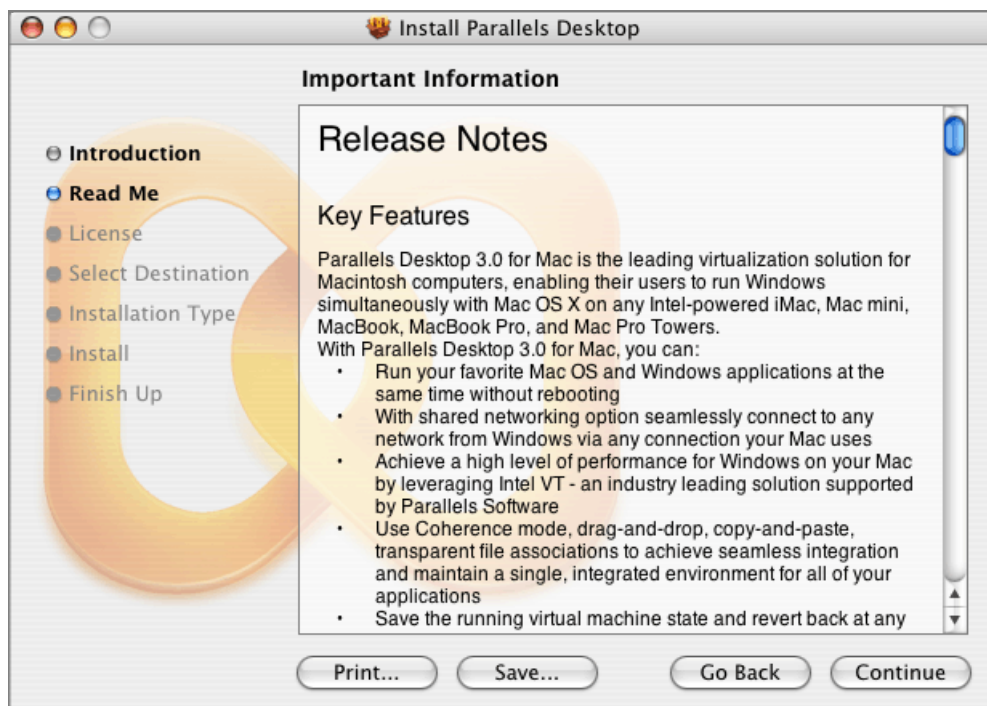 Install Parallels Desktop
Important Information
Introduction
Read Me
License
Select Destination
Installation Type
Install
Finish Up
Release Notes
Key Features
Parallels Desktop 3.0 for Mac is the leading virtualization solution for
Macintosh computers, enabling their users to run Windows
simultaneously with Mac OS X on any Intel-powered iMac, Mac mini,
MacBook, MacBook Pro, and Mac Pro Towers.
With Parallels Desktop 3.0 for Mac, you can:
• Run your favorite Mac OS and Windows applications at the
same time without rebooting
• With shared networking option seamlessly connect to any
network from Windows via any connection your Mac uses
• Achieve a high level of performance for Windows on your Mac
by leveraging Intel VT - an industry leading solution supported
by Parallels Software
• Use Coherence mode, drag-and-drop, copy-and-paste,
transparent file associations to achieve seamless integration
and maintain a single, integrated environment for all of your
applications
• Save the running virtual machine state and revert back at any
Print...
Save...
Go Back
Continue